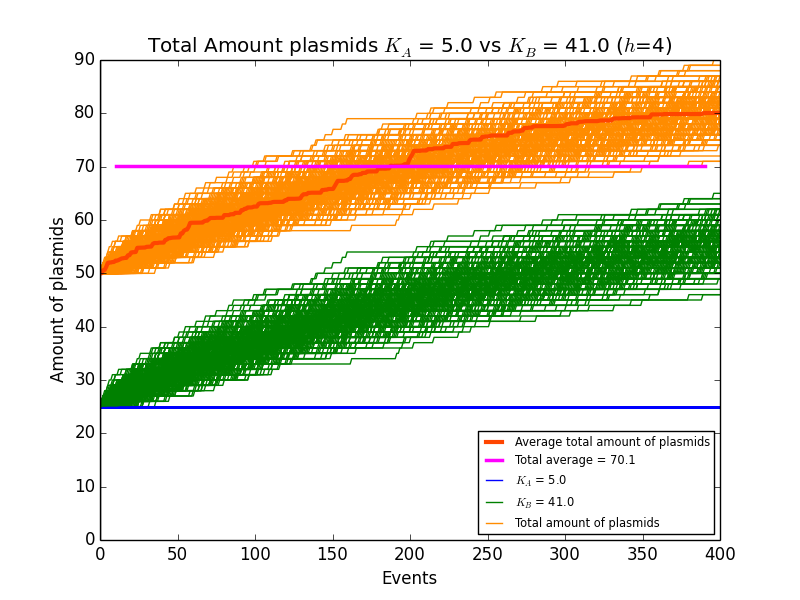 Total Amount plasmids K_A = 5.0 vs K_B = 41.0 (h=4)
90
80
70
60
50
40
30
20
10
0
Amount of plasmids
Average total amount of plasmids
Total average = 70.1
K_A = 5.0
K_B = 41.0
Total amount of plasmids
0 50 100 150 200 250 300 350 400
Events